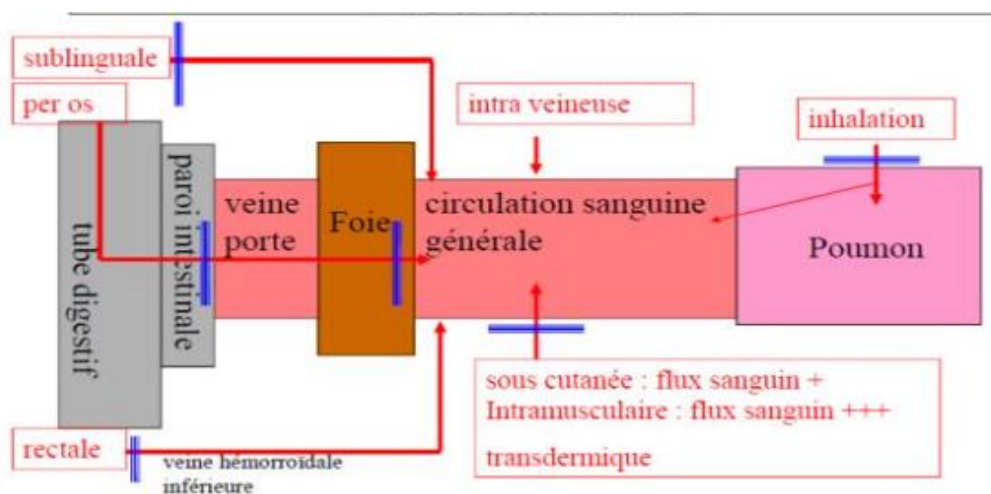 sublinguale
per os
intra veineuse
inhalation
tube digestif
paroi intestinale
veine
porte
Foie
circulation sanguine
générale
Poumon
sous cutanée : flux sanguin +
Intramusculaire : flux sanguin +++
transdermique
rectale
veine hémorroïdale
inférieure